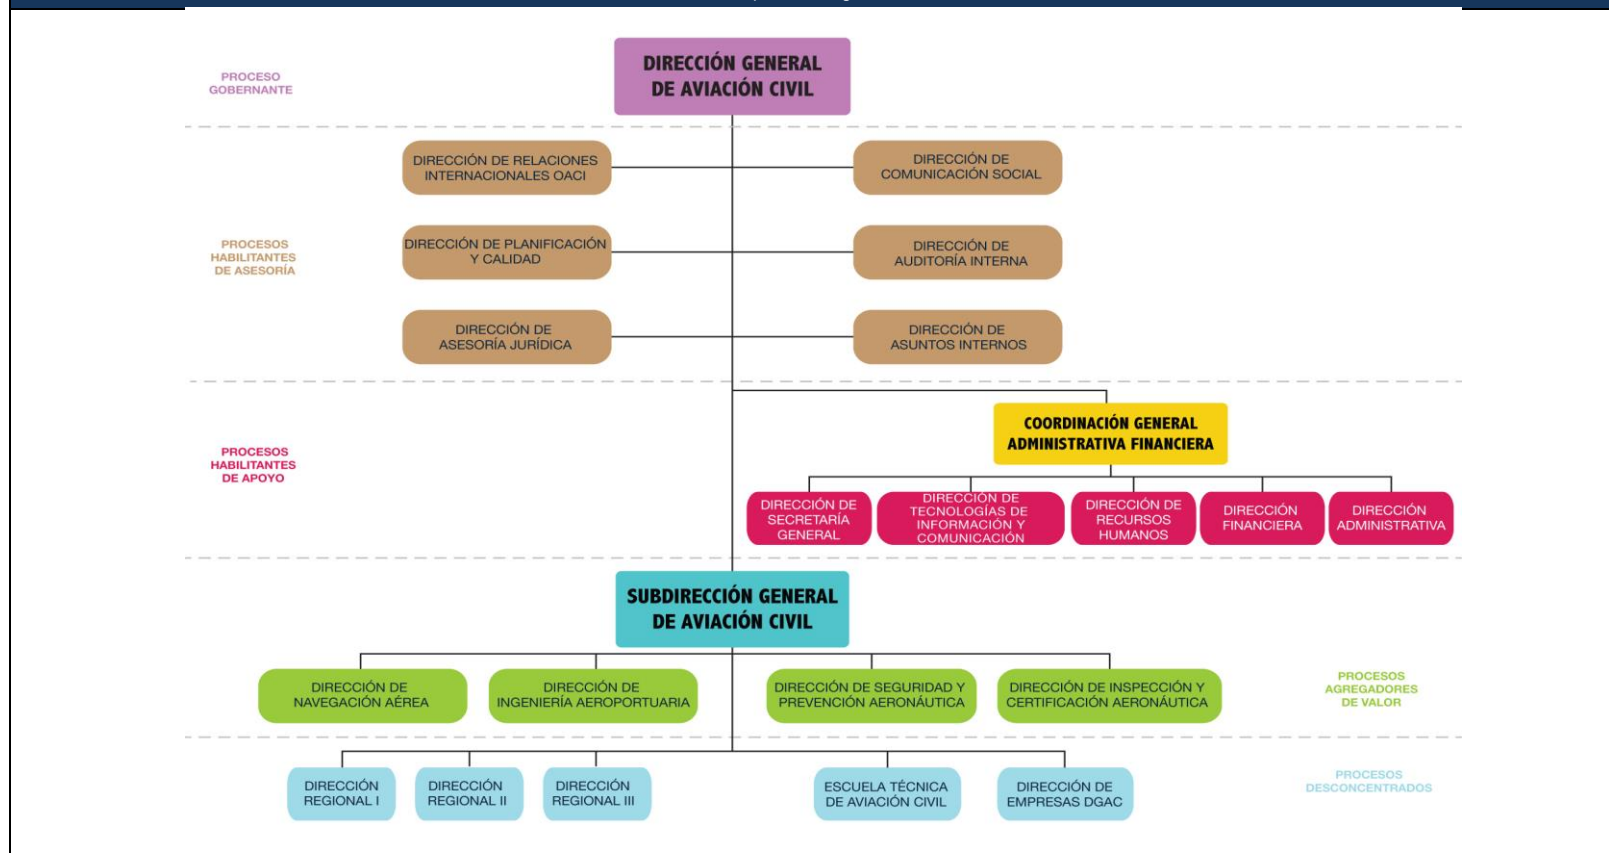 PROCESO
GOBERNANTE
DIRECCIÓN GENERAL
DE AVIACIÓN CIVIL
DIRECCIÓN DE RELACIONES
INTERNACIONALES OACI
DIRECCIÓN DE
COMUNICACIÓN SOCIAL
PROCESOS
HABILITANTES
DE ASESORÍA
DIRECCIÓN DE PLANIFICACIÓN
Y CALIDAD
DIRECCIÓN DE
AUDITORÍA INTERNA
DIRECCIÓN DE
ASESORÍA JURÍDICA
DIRECCIÓN DE
ASUNTOS INTERNOS
PROCESOS
HABILITANTES
DE APOYO
COORDINACIÓN GENERAL
ADMINISTRATIVA FINANCIERA
DIRECCIÓN DE
SECRETARÍA
GENERAL
DIRECCIÓN DE
TECNOLOGÍAS DE
INFORMACIÓN Y
COMUNICACIÓN
DIRECCIÓN DE
RECURSOS
HUMANOS
DIRECCIÓN
FINANCIERA
DIRECCIÓN
ADMINISTRATIVA
SUBDIRECCIÓN GENERAL
DE AVIACIÓN CIVIL
DIRECCIÓN DE
NAVEGACIÓN AÉREA
DIRECCIÓN DE
INGENIERÍA AEROPORTUARIA
DIRECCIÓN DE SEGURIDAD Y
PREVENCIÓN AERONÁUTICA
DIRECCIÓN DE INSPECCIÓN Y
CERTIFICACIÓN AERONÁUTICA
PROCESOS
AGREGADORES
DE VALOR
DIRECCIÓN
REGIONAL I
DIRECCIÓN
REGIONAL II
DIRECCIÓN
REGIONAL III
ESCUELA TÉCNICA
DE AVIACIÓN CIVIL
DIRECCIÓN DE
EMPRESAS DGAC
PROCESOS
DESCONCENTRADOS